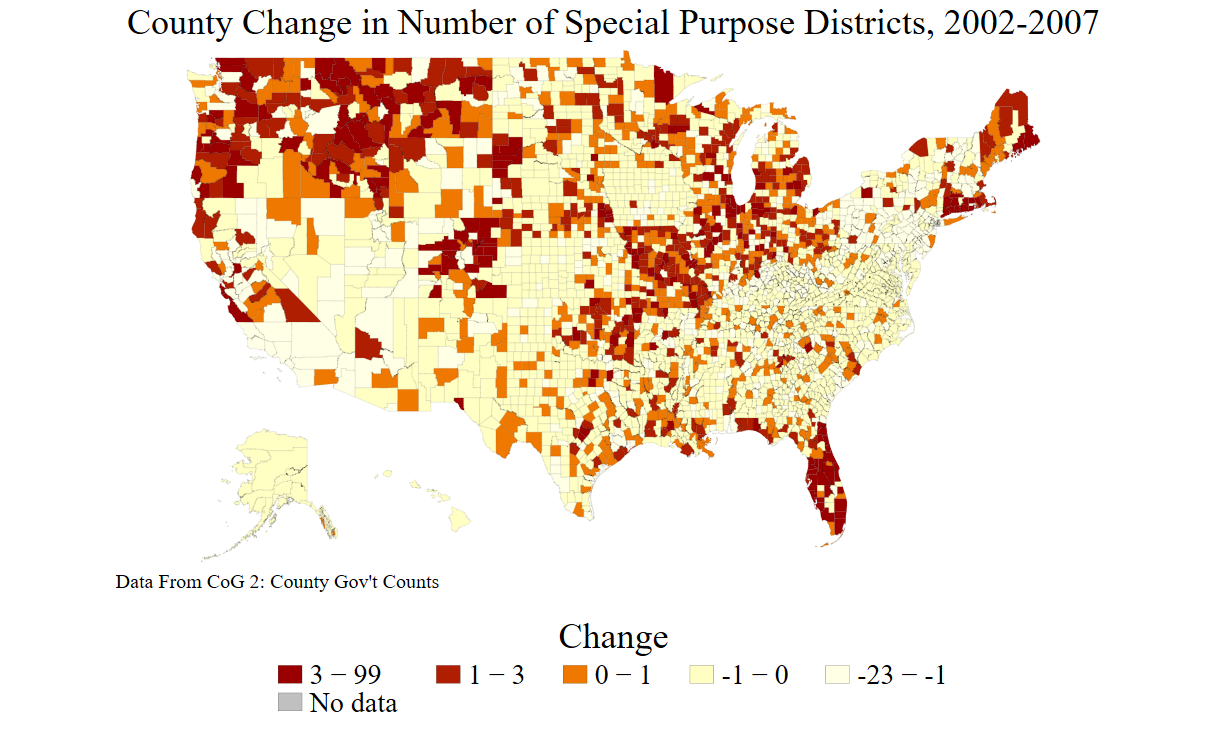 County Change in Number of Special Purpose Districts, 2002-2007
Data From CoG 2: County Gov't Counts
Change
3 − 99 1 − 3 0 − 1 -1 − 0 -23 − -1
No data